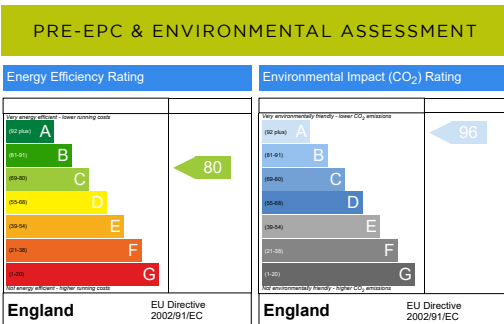 PRE-EPC & ENVIRONMENTAL ASSESSMENT
Energy Efficiency Rating
Very energy efficient - lower running costs
(92 plus) A
(81-91) B
(69-80) C
(55-68) D
(39-54) E
(21-38) F
(1-20) G
Not energy efficient - higher running costs
80
England
EU Directive
2002/91/EC
Environmental Impact (CO2) Rating
Very environmentally friendly - lower CO2 emissions
(92 plus) A
(81-91) B
(69-80) C
(55-68) D
(39-54) E
(21-38) F
(1-20) G
Not environmentally friendly - higher CO2 emissions
96
England
EU Directive
2002/91/EC